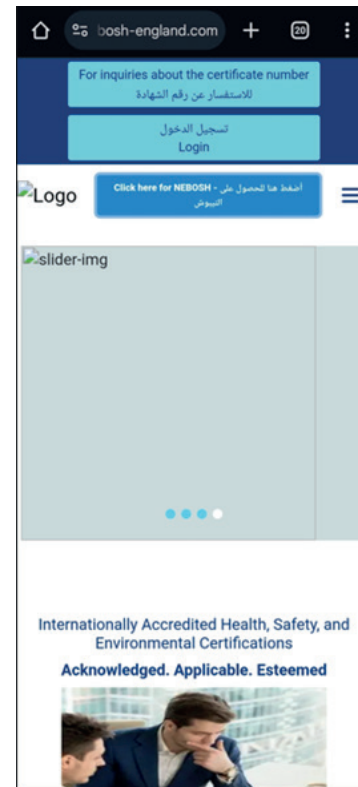 bosh-england.com
20
For inquiries about the certificate number
للاستفسار عن رقم الشهادة
تسجيل الدخول
Login
Logo
Click here for NEBOSH - أضغط هنا للحصول على
النيبوش
slider-img
Internationally Accredited Health, Safety, and
Environmental Certifications
Acknowledged. Applicable. Esteemed